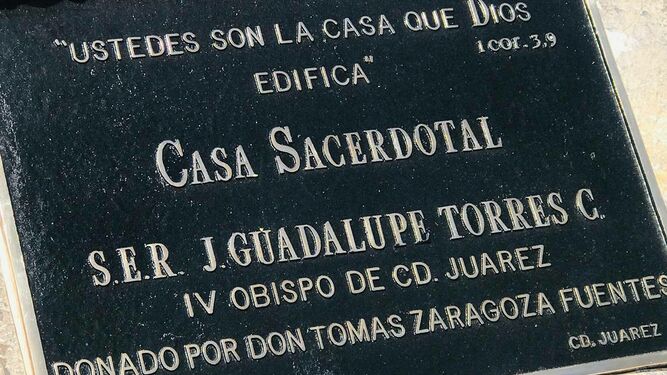 "USTEDES SON LA CASA QUE DIOS
EDIFICA"
1 COR. 3,9
CASA SACERDOTAL
S.E.R. J. GUADALUPE TORRES C.
IV OBISPO DE CD. JUAREZ
DONADO POR DON TOMAS ZARAGOZA FUENTES
CD. JUAREZ